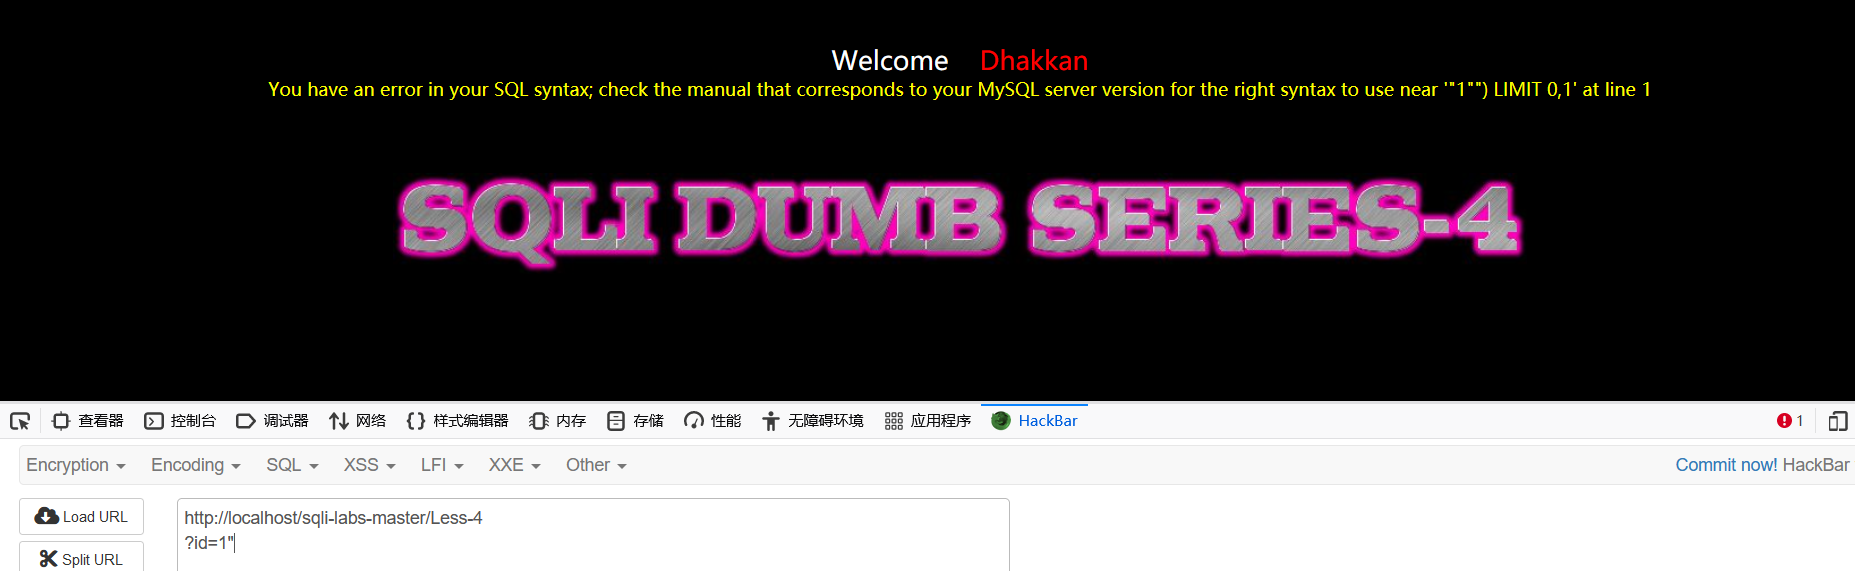 Welcome Dhakkan
You have an error in your SQL syntax; check the manual that corresponds to your MySQL server version for the right syntax to use near '"1"") LIMIT 0,1' at line 1
SQLI DUMB SERIES-4
查看器 控制台 调试器 网络 样式编辑器 内存 存储 性能 无障碍环境 应用程序 HackBar 1
Encryption Encoding SQL XSS LFI XXE Other Commit now! HackBar
Load URL http://localhost/sqli-labs-master/Less-4
?id=1"
Split URL